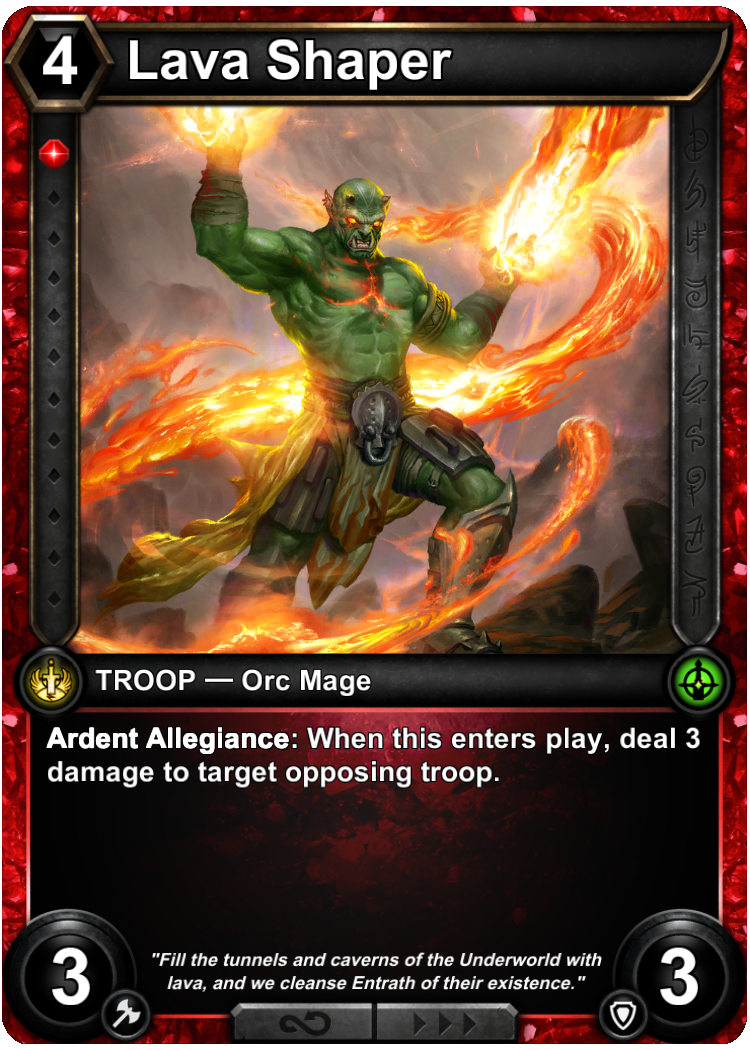 4 Lava Shaper
TROOP — Orc Mage
Ardent Allegiance: When this enters play, deal 3
damage to target opposing troop.
"Fill the tunnels and caverns of the Underworld with
lava, and we cleanse Entrath of their existence."
3 3